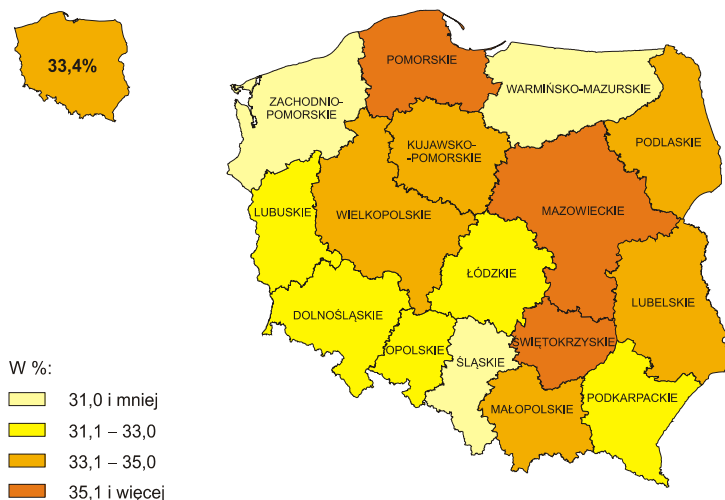 33,4%
POMORSKIE
WARMIŃSKO-MAZURSKIE
ZACHODNIO-
POMORSKIE
KUJAWSKO-
-POMORSKIE
PODLASKIE
LUBUSKIE
WIELKOPOLSKIE
MAZOWIECKIE
ŁÓDZKIE
LUBELSKIE
DOLNOŚLĄSKIE
OPOLSKIE
ŚLĄSKIE
ŚWIĘTOKRZYSKIE
MAŁOPOLSKIE
PODKARPACKIE
W %:
31,0 i mniej
31,1 – 33,0
33,1 – 35,0
35,1 i więcej